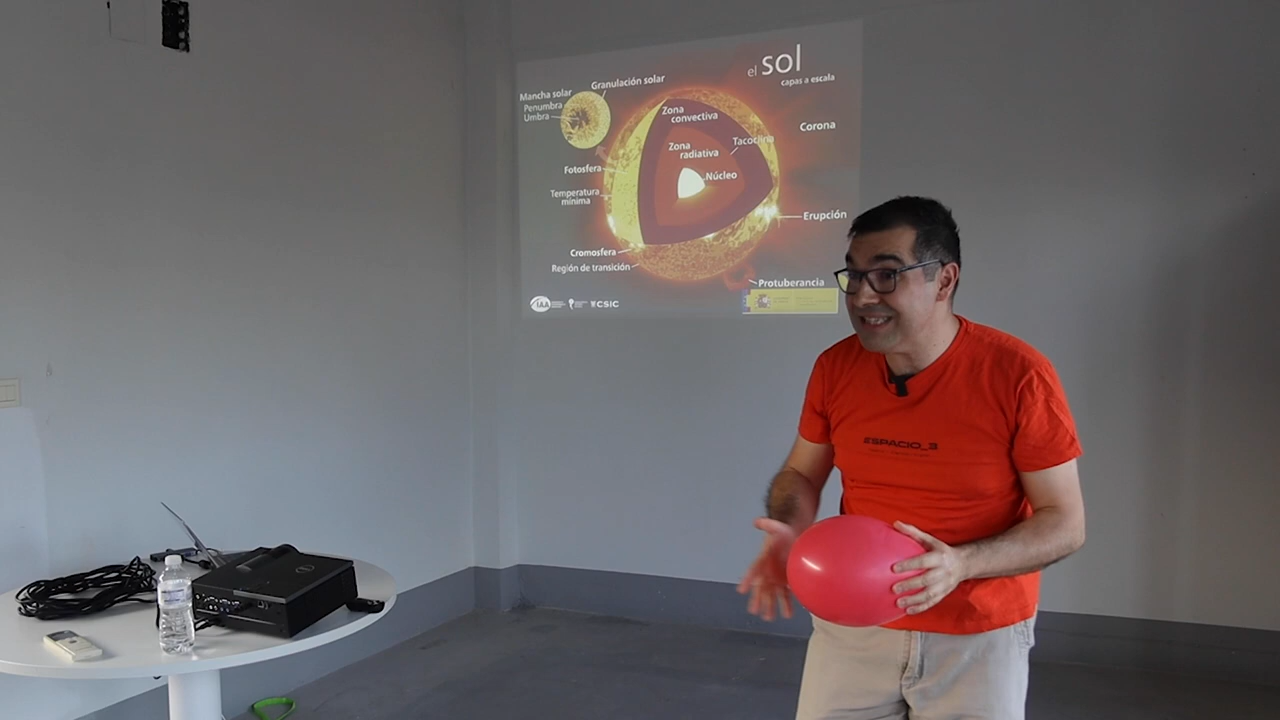 el sol
capas a escala
Mancha solar
Penumbra
Umbra
Granulación solar
Zona
convectiva
Zona
radiativa
Tacoclina
Núcleo
Corona
Fotosfera
Temperatura
mínima
Erupción
Cromosfera
Región de transición
Protuberancia
IAA
CSIC
ESPACIO_3